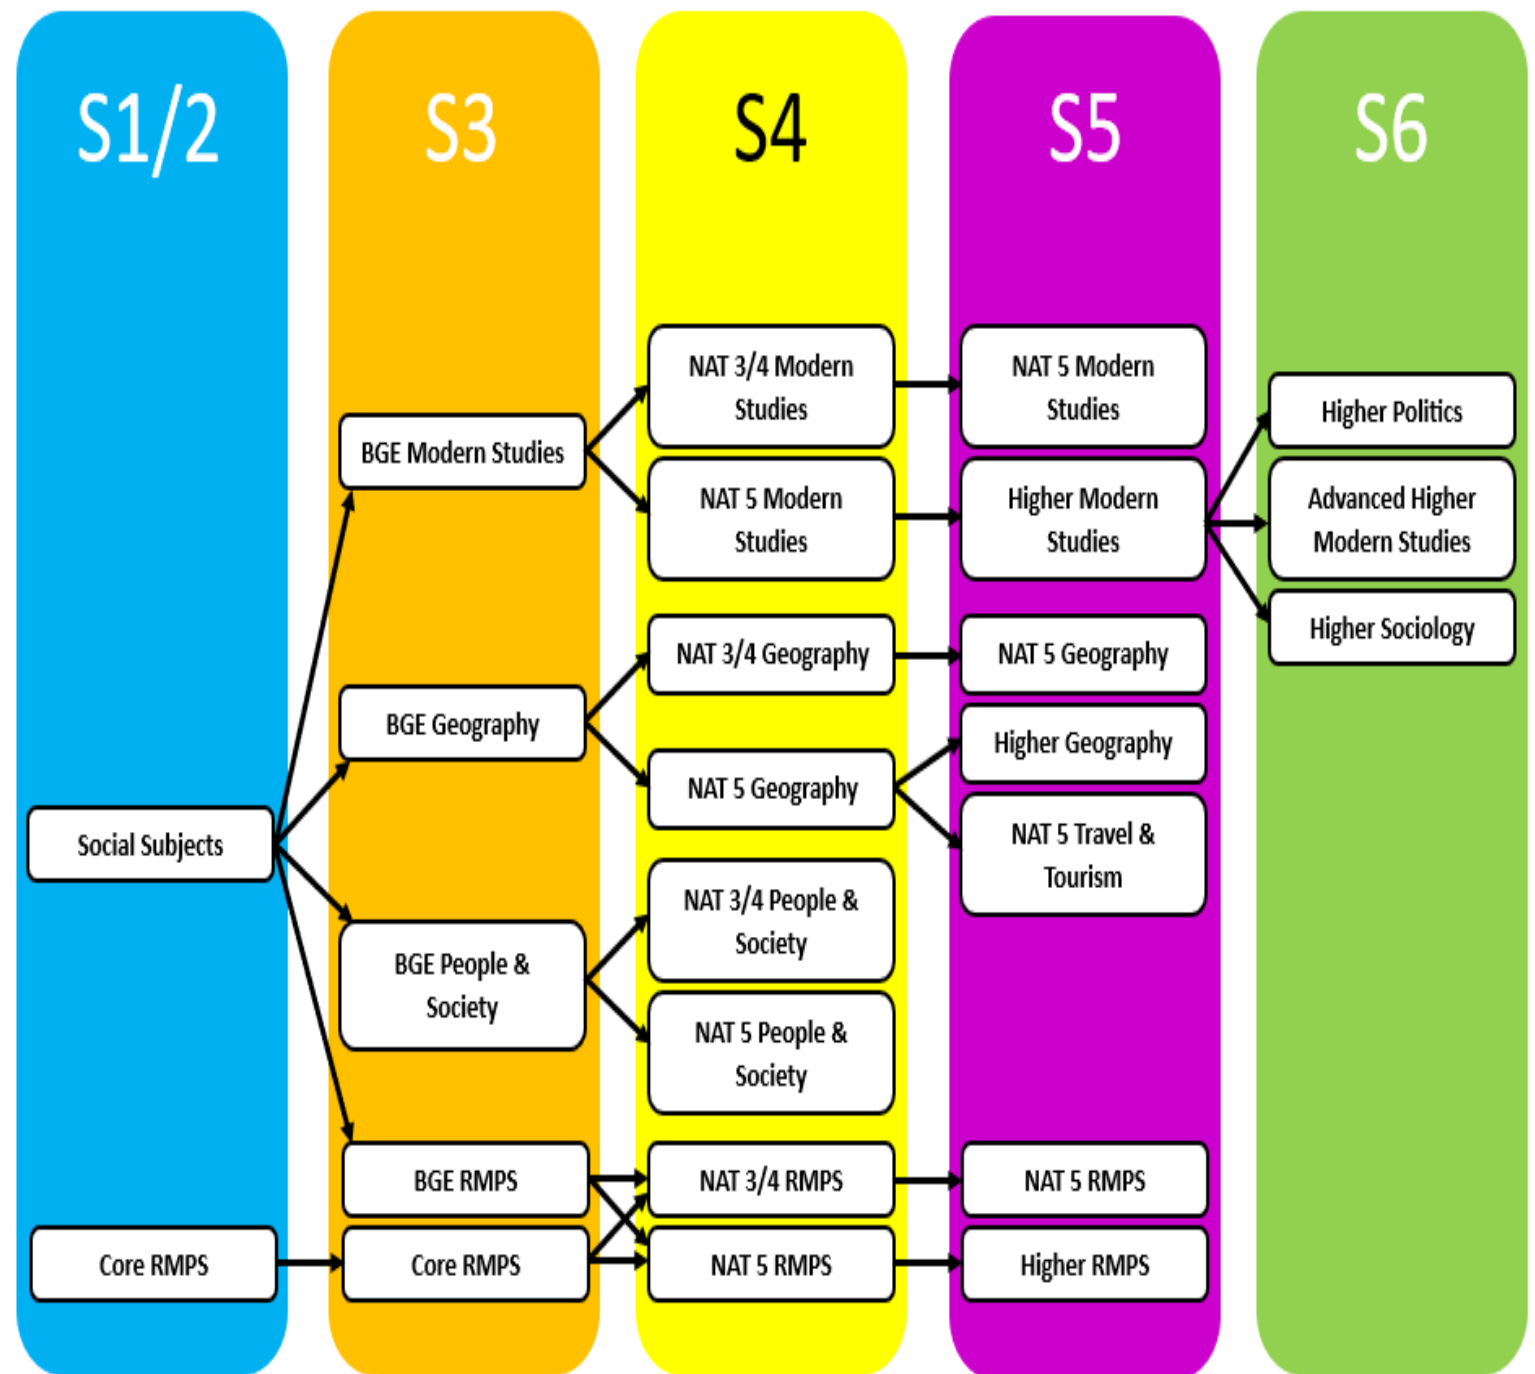 S1/2
S3
S4
S5
S6
Social Subjects
Core RMPS
BGE Modern Studies
BGE Geography
BGE People &
Society
BGE RMPS
Core RMPS
NAT 3/4 Modern
Studies
NAT 5 Modern
Studies
NAT 3/4 Geography
NAT 5 Geography
NAT 3/4 People &
Society
NAT 5 People &
Society
NAT 3/4 RMPS
NAT 5 RMPS
NAT 5 Modern
Studies
Higher Modern
Studies
NAT 5 Geography
Higher Geography
NAT 5 Travel &
Tourism
NAT 5 RMPS
Higher RMPS
Higher Politics
Advanced Higher
Modern Studies
Higher Sociology